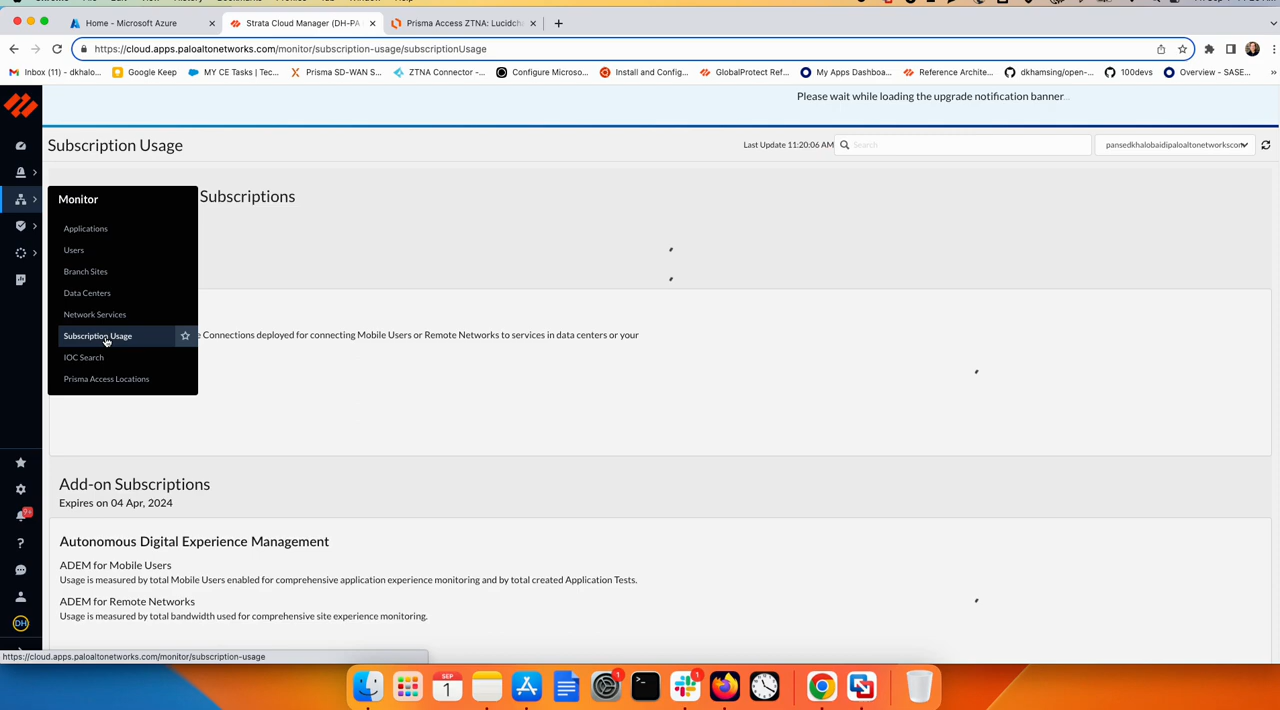 Home - Microsoft Azure
Strata Cloud Manager (DH-PA
Prisma Access ZTNA: Lucidch
https://cloud.apps.paloaltonetworks.com/monitor/subscription-usage/subscriptionUsage
Inbox (11) - dkhalo...
Google Keep
MY CE Tasks | Tec...
Prisma SD-WAN S...
ZTNA Connector -...
Configure Microso...
Install and Config...
GlobalProtect Ref...
My Apps Dashboa...
Reference Archite...
dkhamsing/open-...
100devs
Overview - SASE...
»
Please wait while loading the upgrade notification banner...
Subscription Usage
Last Update 11:20:06 AM
Search
pansedkhalobaidipaloaltonetworkscom
Monitor
Subscriptions
Applications
Users
Branch Sites
Data Centers
Network Services
Subscription Usage
e Connections deployed for connecting Mobile Users or Remote Networks to services in data centers or your
IOC Search
Prisma Access Locations
Add-on Subscriptions
Expires on 04 Apr, 2024
9+
Autonomous Digital Experience Management
ADEM for Mobile Users
Usage is measured by total Mobile Users enabled for comprehensive application experience monitoring and by total created Application Tests.
ADEM for Remote Networks
Usage is measured by total bandwidth used for comprehensive site experience monitoring.
DH
https://cloud.apps.paloaltonetworks.com/monitor/subscription-usage
SEP
1
1
1